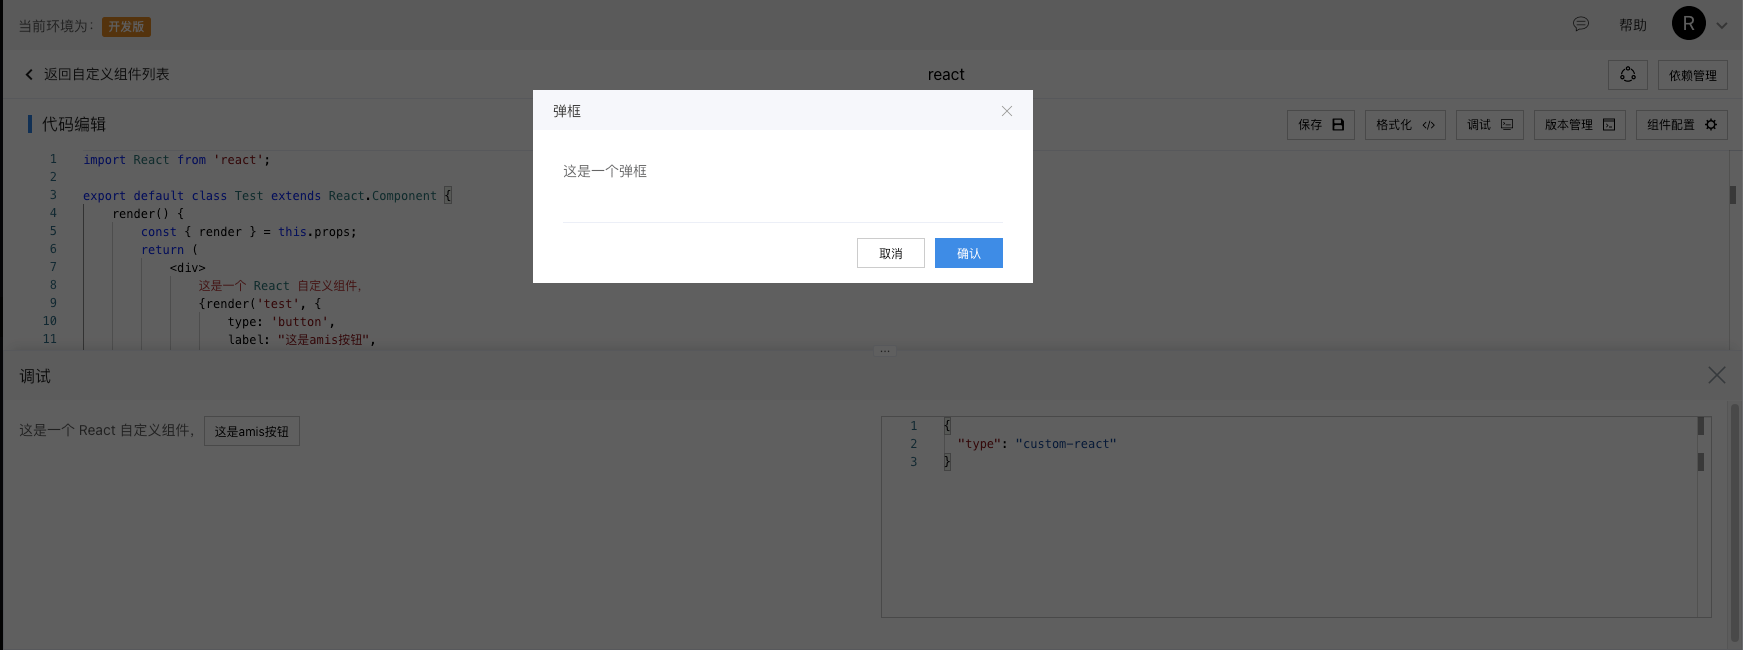 当前环境为： 开发版
帮助 R
返回自定义组件列表 react 依赖管理
代码编辑 保存 格式化 调试 版本管理 组件配置
弹框
这是一个弹框
取消 确认
1 import React from 'react';
2
3 export default class Test extends React.Component {
4 render() {
5 const { render } = this.props;
6 return (
7 <div>
8 这是一个 React 自定义组件，
9 {render('test', {
10 type: 'button',
11 label: "这是amis按钮",
调试
这是一个 React 自定义组件， 这是amis按钮
1 {
2 "type": "custom-react"
3 }